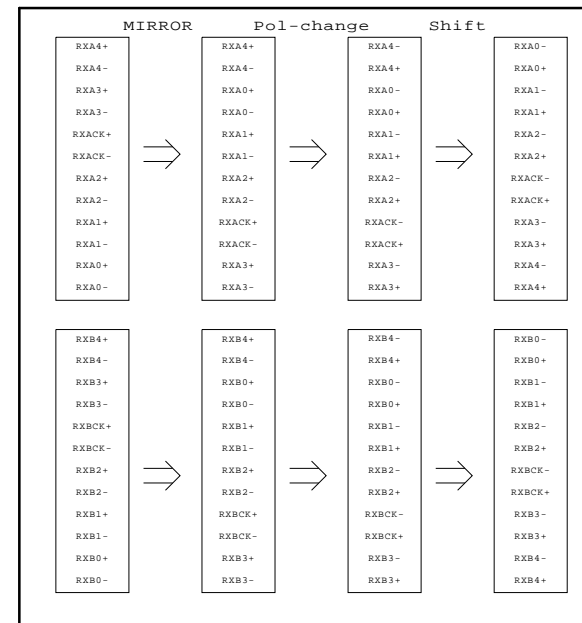 MIRROR Pol-change Shift
RXA4+
RXA4-
RXA3+
RXA3-
RXACK+
RXACK-
RXA2+
RXA2-
RXA1+
RXA1-
RXA0+
RXA0-
RXA4+
RXA4-
RXA0+
RXA0-
RXA1+
RXA1-
RXA2+
RXA2-
RXACK+
RXACK-
RXA3+
RXA3-
RXA4-
RXA4+
RXA0-
RXA0+
RXA1-
RXA1+
RXA2-
RXA2+
RXACK-
RXACK+
RXA3-
RXA3+
RXA0-
RXA0+
RXA1-
RXA1+
RXA2-
RXA2+
RXACK-
RXACK+
RXA3-
RXA3+
RXA4-
RXA4+
RXB4+
RXB4-
RXB3+
RXB3-
RXBCK+
RXBCK-
RXB2+
RXB2-
RXB1+
RXB1-
RXB0+
RXB0-
RXB4+
RXB4-
RXB0+
RXB0-
RXB1+
RXB1-
RXB2+
RXB2-
RXBCK+
RXBCK-
RXB3+
RXB3-
RXB4-
RXB4+
RXB0-
RXB0+
RXB1-
RXB1+
RXB2-
RXB2+
RXBCK-
RXBCK+
RXB3-
RXB3+
RXB0-
RXB0+
RXB1-
RXB1+
RXB2-
RXB2+
RXBCK-
RXBCK+
RXB3-
RXB3+
RXB4-
RXB4+